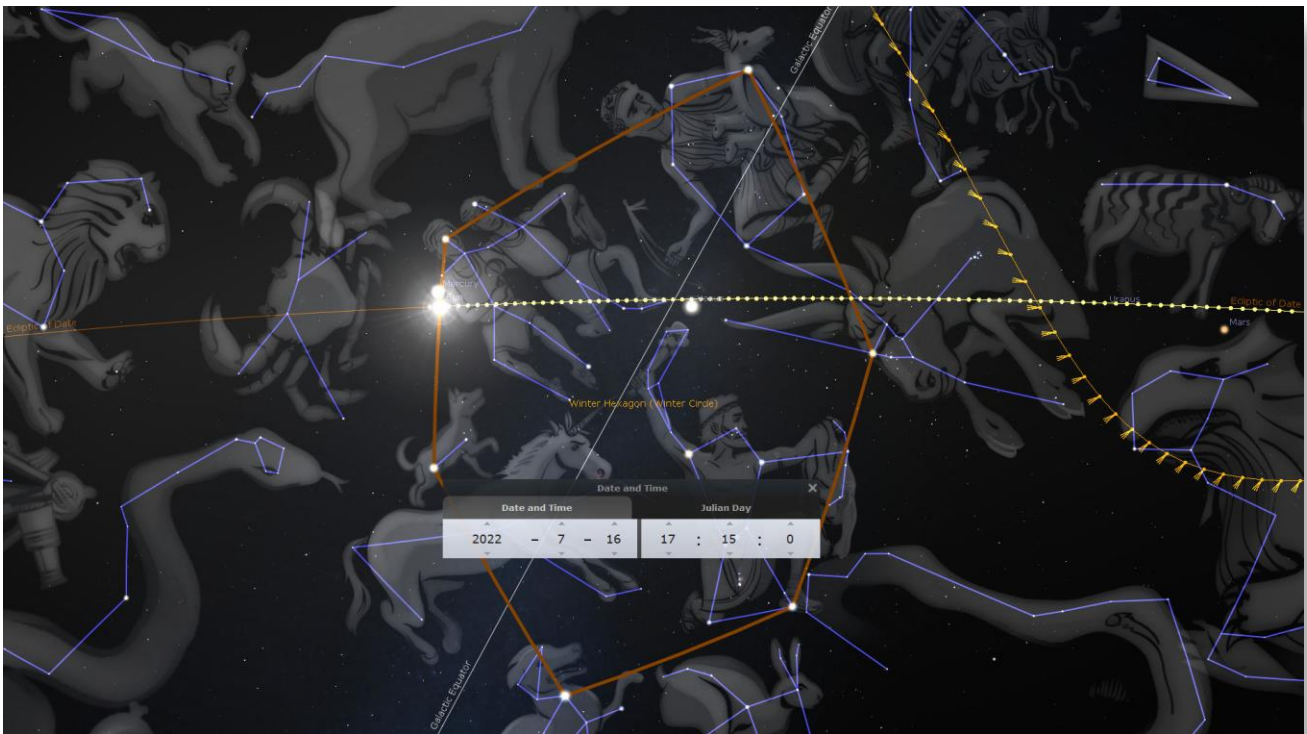 Galactic Equator
Mercury
Ecliptic of Date
Uranus
Ecliptic of Date
Mars
Winter Hexagon (Winter Circle)
Date and Time
Date and Time
Julian Day
2022 - 7 - 16 17 : 15 : 0
Galactic Equator